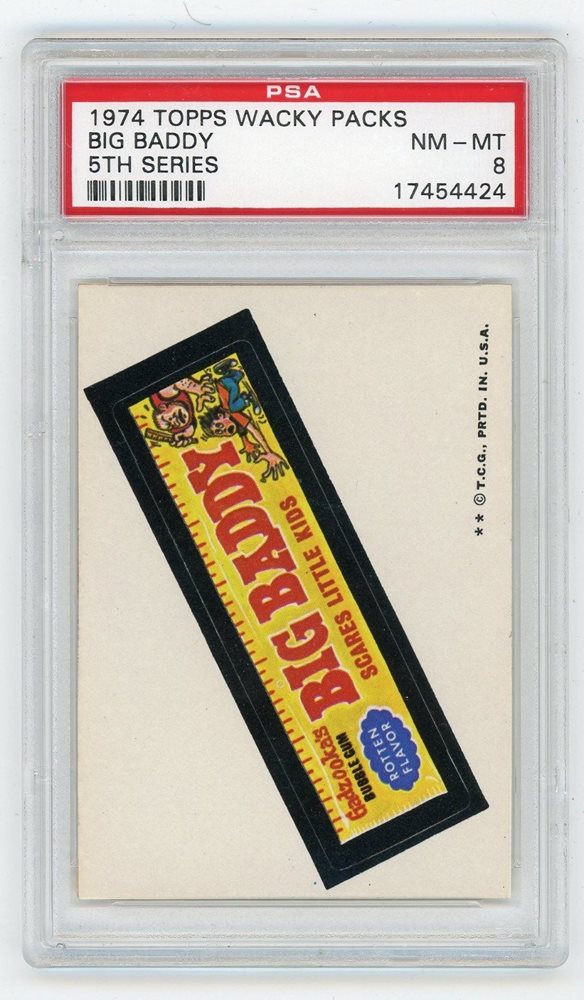 PSA
1974 TOPPS WACKY PACKS
BIG BADDY NM - MT
5TH SERIES 8
17454424
Gadzooka's
BUBBLE GUM
BIG BADDY
SCARES LITTLE KIDS
ROTTEN
FLAVOR
** © T.C.G., PRTD. IN. U.S.A.